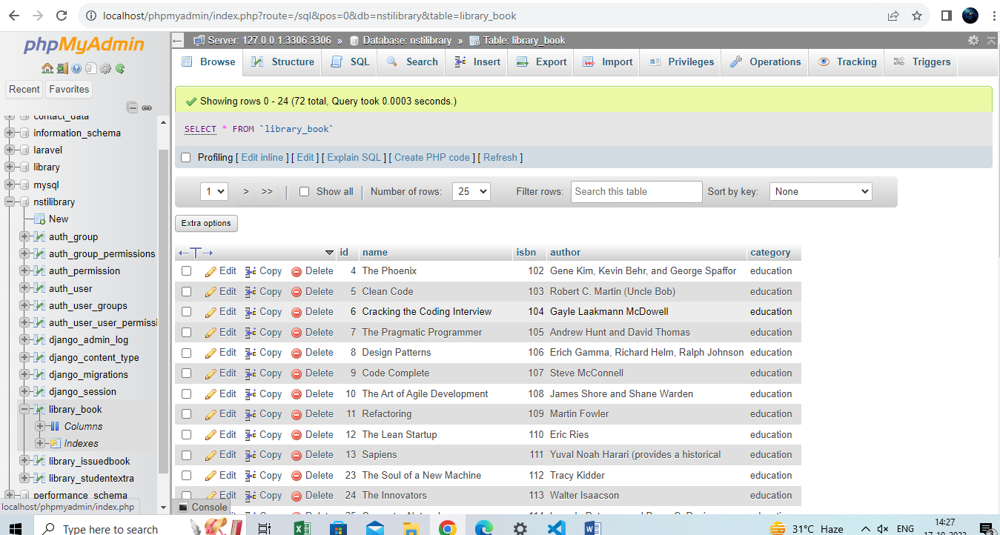 localhost/phpmyadmin/index.php?route=/sql&pos=0&db=nstilibrary&table=library_book
phpMyAdmin
Recent Favorites
contact_data
information_schema
laravel
library
mysql
nstilibrary
New
auth_group
auth_group_permissions
auth_permission
auth_user
auth_user_groups
auth_user_user_permissi
django_admin_log
django_content_type
django_migrations
django_session
library_book
Columns
Indexes
library_issuedbook
library_studentextra
performance_schema
localhost/phpmyadmin/index.php
Server: 127.0.0.1:3306:3306 » Database: nstilibrary » Table: library_book
Browse Structure SQL Search Insert Export Import Privileges Operations Tracking Triggers
Showing rows 0 - 24 (72 total, Query took 0.0003 seconds.)
SELECT * FROM `library_book`
Profiling [ Edit inline ] [ Edit ] [ Explain SQL ] [ Create PHP code ] [ Refresh ]
1 > >> | Show all | Number of rows: 25 Filter rows: Search this table Sort by key: None
Extra options
id name isbn author category
Edit Copy Delete 4 The Phoenix 102 Gene Kim, Kevin Behr, and George Spaffor education
Edit Copy Delete 5 Clean Code 103 Robert C. Martin (Uncle Bob) education
Edit Copy Delete 6 Cracking the Coding Interview 104 Gayle Laakmann McDowell education
Edit Copy Delete 7 The Pragmatic Programmer 105 Andrew Hunt and David Thomas education
Edit Copy Delete 8 Design Patterns 106 Erich Gamma, Richard Helm, Ralph Johnson education
Edit Copy Delete 9 Code Complete 107 Steve McConnell education
Edit Copy Delete 10 The Art of Agile Development 108 James Shore and Shane Warden education
Edit Copy Delete 11 Refactoring 109 Martin Fowler education
Edit Copy Delete 12 The Lean Startup 110 Eric Ries education
Edit Copy Delete 13 Sapiens 111 Yuval Noah Harari (provides a historical education
Edit Copy Delete 23 The Soul of a New Machine 112 Tracy Kidder education
Edit Copy Delete 24 The Innovators 113 Walter Isaacson education
Console
Type here to search
31°C Haze ENG 14:27